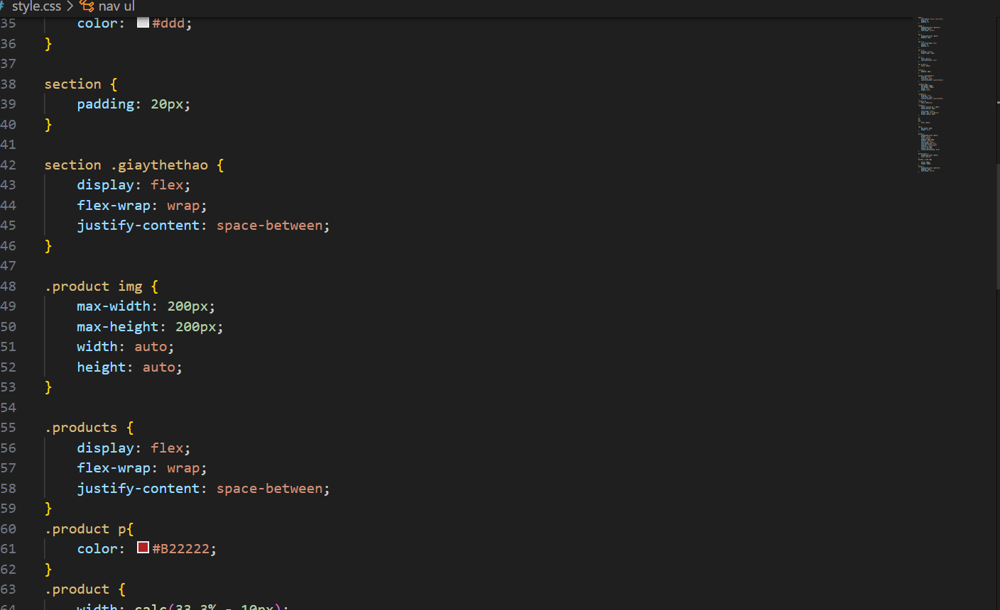 style.css > nav ul
35 color: #ddd;
36 }
37
38 section {
39 padding: 20px;
40 }
41
42 section .giaythethao {
43 display: flex;
44 flex-wrap: wrap;
45 justify-content: space-between;
46 }
47
48 .product img {
49 max-width: 200px;
50 max-height: 200px;
51 width: auto;
52 height: auto;
53 }
54
55 .products {
56 display: flex;
57 flex-wrap: wrap;
58 justify-content: space-between;
59 }
60 .product p{
61 color: #B22222;
62 }
63 .product {
64 width: calc(33.3% - 10px);